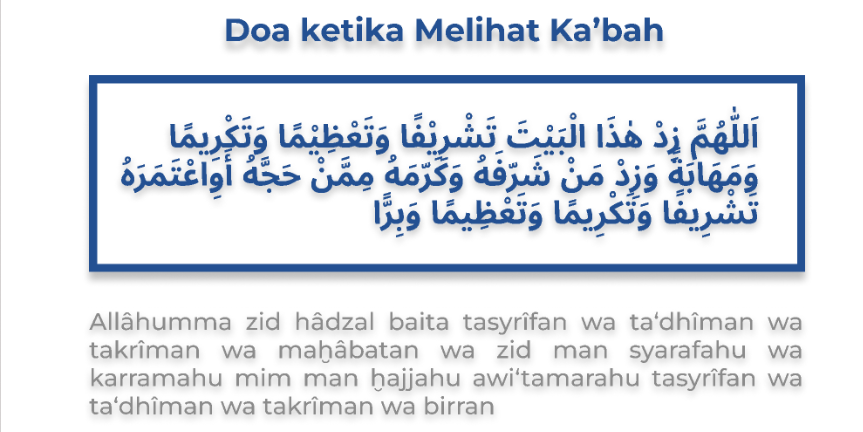 Doa ketika Melihat Ka’bah
اَللّٰهُمَّ زِدْ هٰذَا الْبَيْتَ تَشْرِيْفًا وَتَعْظِيْمًا وَتَكْرِيمًا
وَمَهَابَةً وَزِدْ مَنْ شَرّفَهُ وَكَرّمَهُ مِمَّنْ حَجَّهُ أَوِاعْتَمَرَهُ
تَشْرِيفًا وَتَكْرِيمًا وَتَعْظِيمًا وَبِرًّا
Allâhumma zid hâdzal baita tasyrîfan wa ta‘dhîman wa
takrîman wa maḫâbatan wa zid man syarafahu wa
karramahu mim man ḫajjahu awi‘tamarahu tasyrîfan wa
ta‘dhîman wa takrîman wa birran